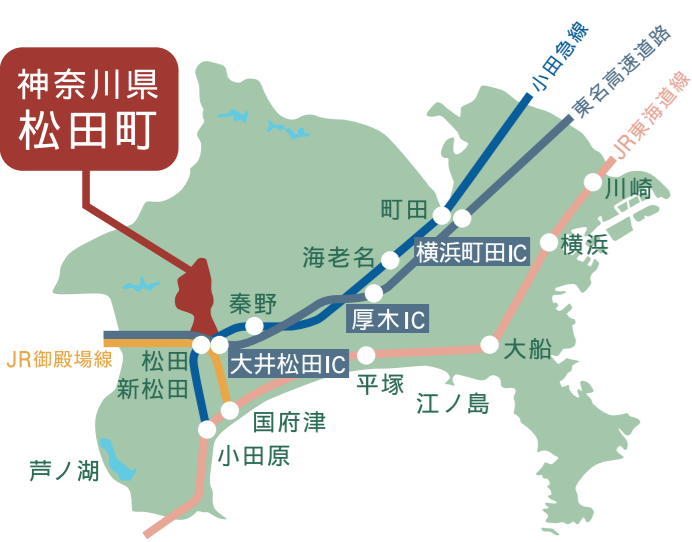 神奈川県
松田町
小田急線
東名高速道路
JR東海道線
川崎
町田
横浜
横浜町田IC
海老名
秦野
厚木IC
JR御殿場線
松田
新松田
大井松田IC
大船
平塚
江ノ島
国府津
小田原
芦ノ湖